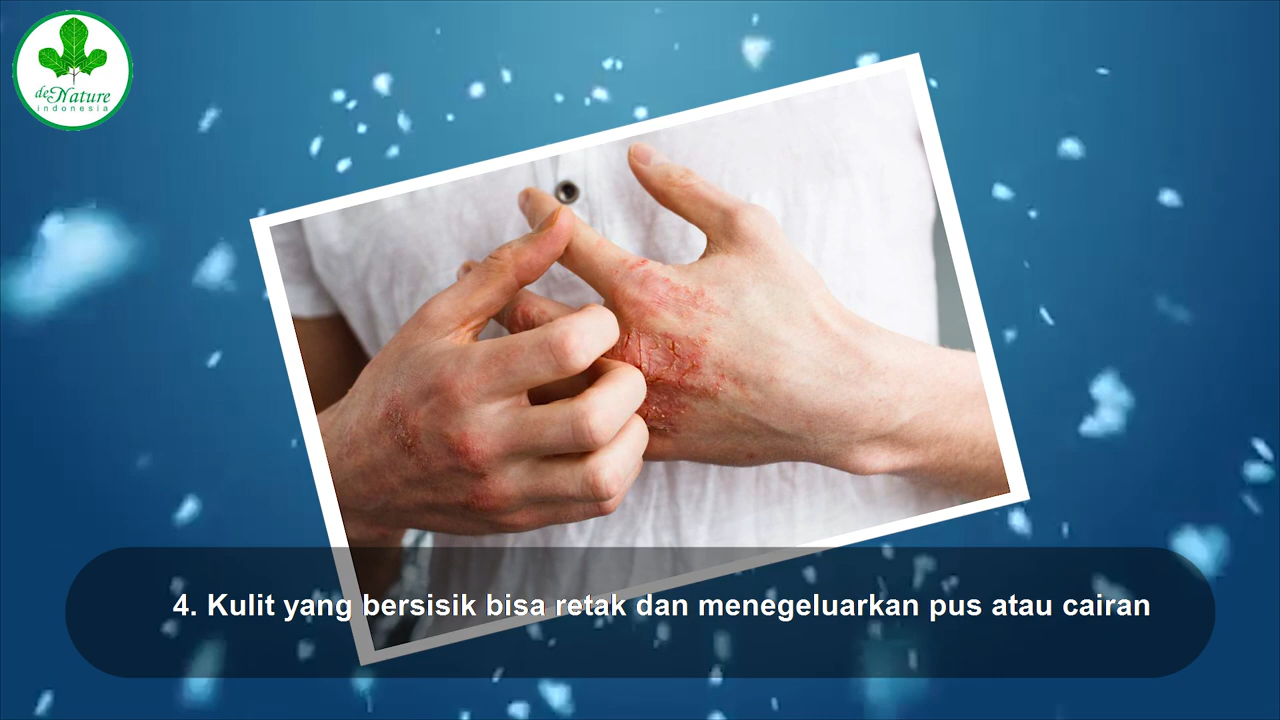 deNature
indonesia
4. Kulit yang bersisik bisa retak dan menegeluarkan pus atau cairan